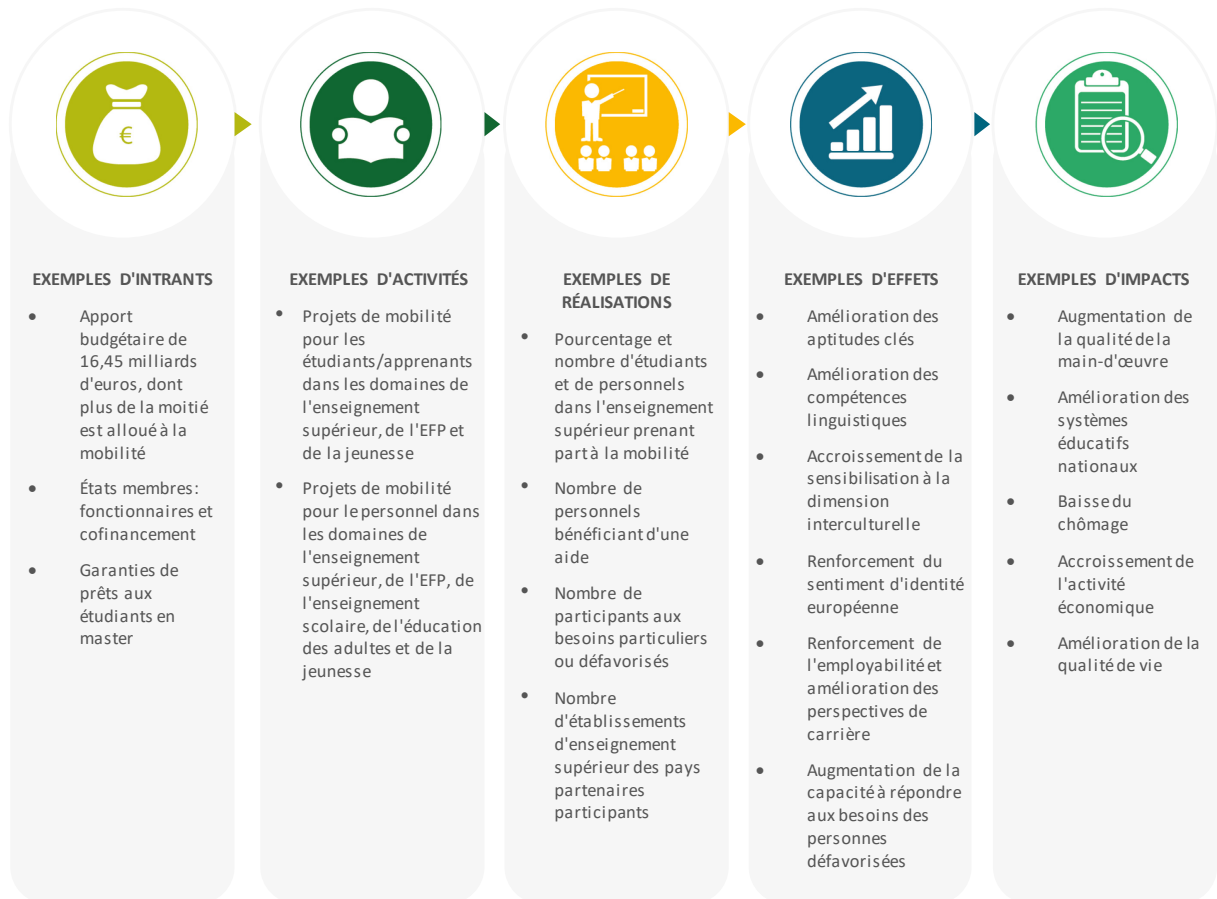 €
EXEMPLES D'INTRANTS
• Apport
budgétaire de
16,45 milliards
d'euros, dont
plus de la moitié
est alloué à la
mobilité
• États membres:
fonctionnaires et
cofinancement
• Garanties de
prêts aux
étudiants en
master
EXEMPLES D'ACTIVITÉS
• Projets de mobilité
pour les
étudiants/apprenants
dans les domaines de
l'enseignement
supérieur, de l'EFP et
de la jeunesse
• Projets de mobilité
pour le personnel dans
les domaines de
l'enseignement
supérieur, de l'EFP, de
l'enseignement
scolaire, de l'éducation
des adultes et de la
jeunesse
EXEMPLES DE
RÉALISATIONS
• Pourcentage et
nombre d'étudiants
et de personnels
dans l'enseignement
supérieur prenant
part à la mobilité
• Nombre de
personnels
bénéficiant d'une
aide
• Nombre de
participants aux
besoins particuliers
ou défavorisés
• Nombre
d'établissements
d'enseignement
supérieur des pays
partenaires
participants
EXEMPLES D'EFFETS
• Amélioration des
aptitudes clés
• Amélioration des
compétences
linguistiques
• Accroissement de la
sensibilisation à la
dimension
interculturelle
• Renforcement du
sentiment d'identité
européenne
• Renforcement de
l'employabilité et
amélioration des
perspectives de
carrière
• Augmentation de la
capacité à répondre
aux besoins des
personnes
défavorisées
EXEMPLES D'IMPACTS
• Augmentation de
la qualité de la
main-d'œuvre
• Amélioration des
systèmes
éducatifs
nationaux
• Baisse du
chômage
• Accroissement de
l'activité
économique
• Amélioration de la
qualité de vie